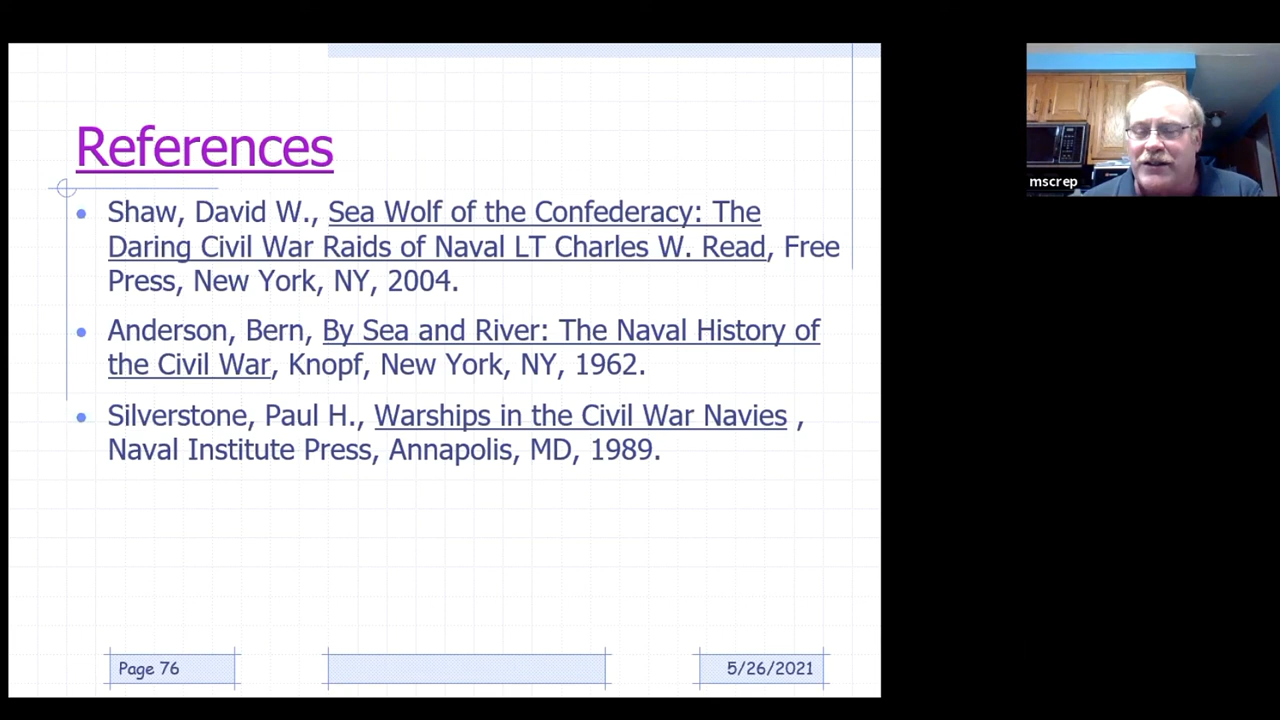 References
Shaw, David W., Sea Wolf of the Confederacy: The
Daring Civil War Raids of Naval LT Charles W. Read, Free
Press, New York, NY, 2004.
Anderson, Bern, By Sea and River: The Naval History of
the Civil War, Knopf, New York, NY, 1962.
Silverstone, Paul H., Warships in the Civil War Navies ,
Naval Institute Press, Annapolis, MD, 1989.
Page 76
5/26/2021
mscrep